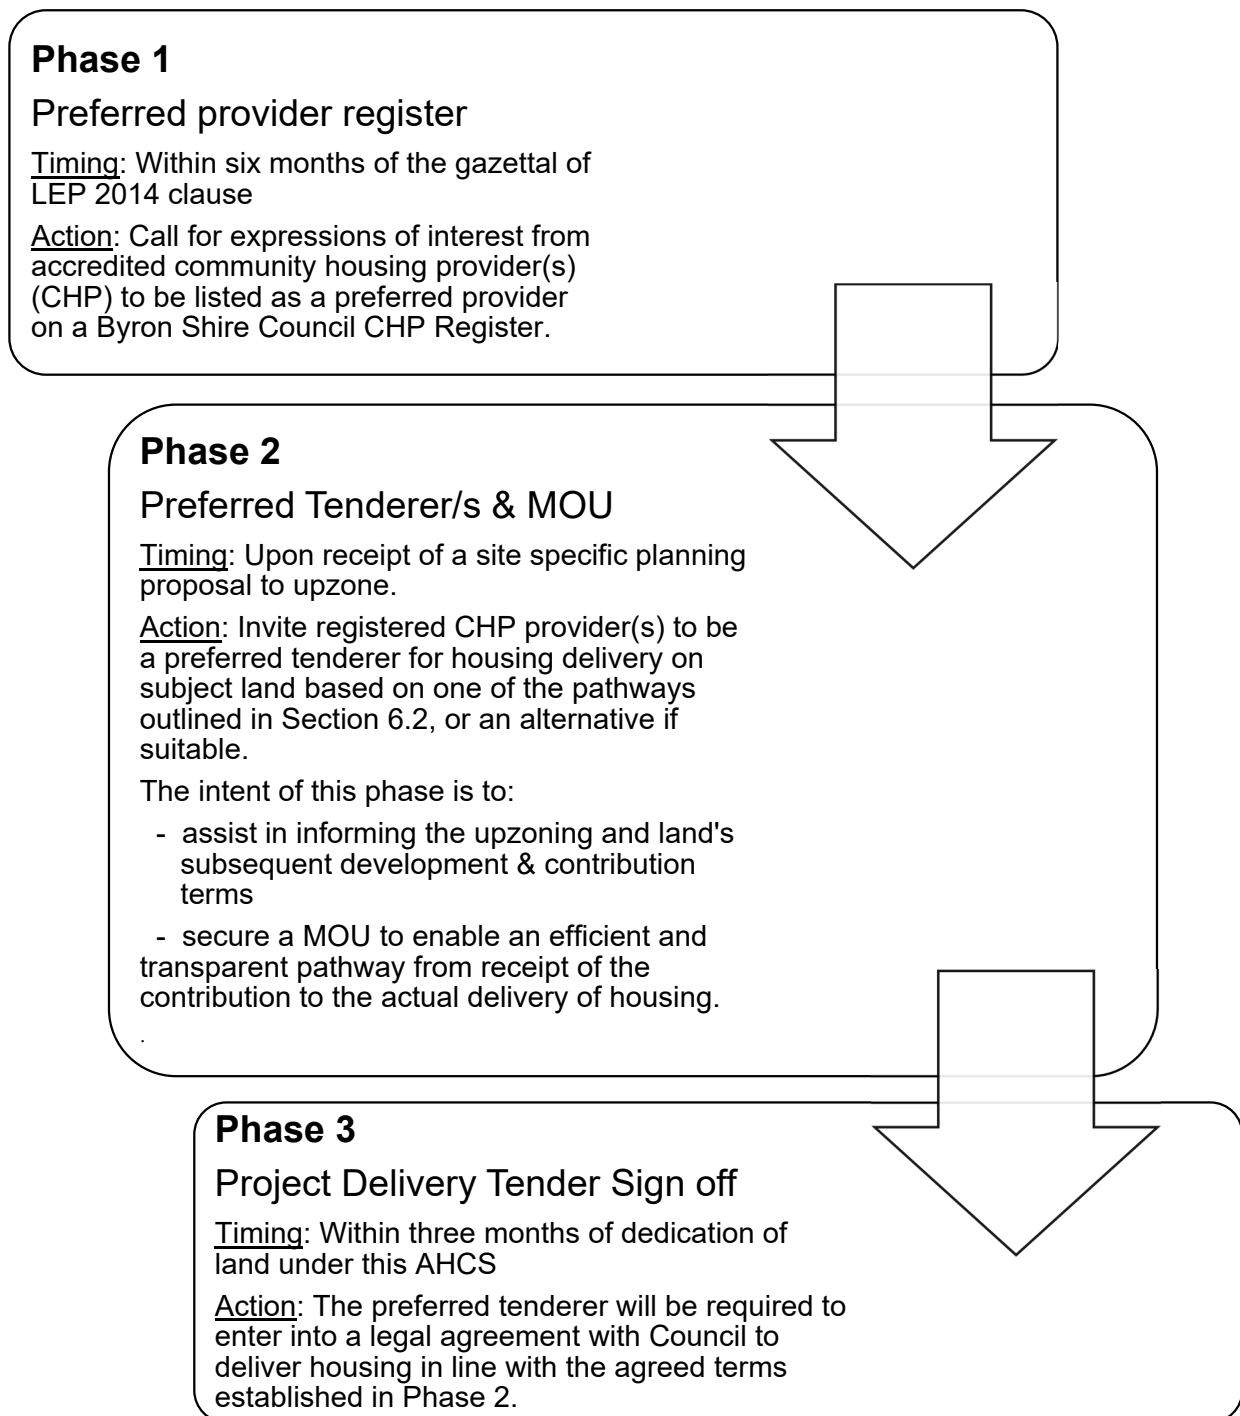 Phase 1
Preferred provider register
Timing: Within six months of the gazettal of
LEP 2014 clause
Action: Call for expressions of interest from
accredited community housing provider(s)
(CHP) to be listed as a preferred provider
on a Byron Shire Council CHP Register.
Phase 2
Preferred Tenderer/s & MOU
Timing: Upon receipt of a site specific planning
proposal to upzone.
Action: Invite registered CHP provider(s) to be
a preferred tenderer for housing delivery on
subject land based on one of the pathways
outlined in Section 6.2, or an alternative if
suitable.
The intent of this phase is to:
- assist in informing the upzoning and land's
subsequent development & contribution
terms
- secure a MOU to enable an efficient and
transparent pathway from receipt of the
contribution to the actual delivery of housing.
.
Phase 3
Project Delivery Tender Sign off
Timing: Within three months of dedication of
land under this AHCS
Action: The preferred tenderer will be required to
enter into a legal agreement with Council to
deliver housing in line with the agreed terms
established in Phase 2.